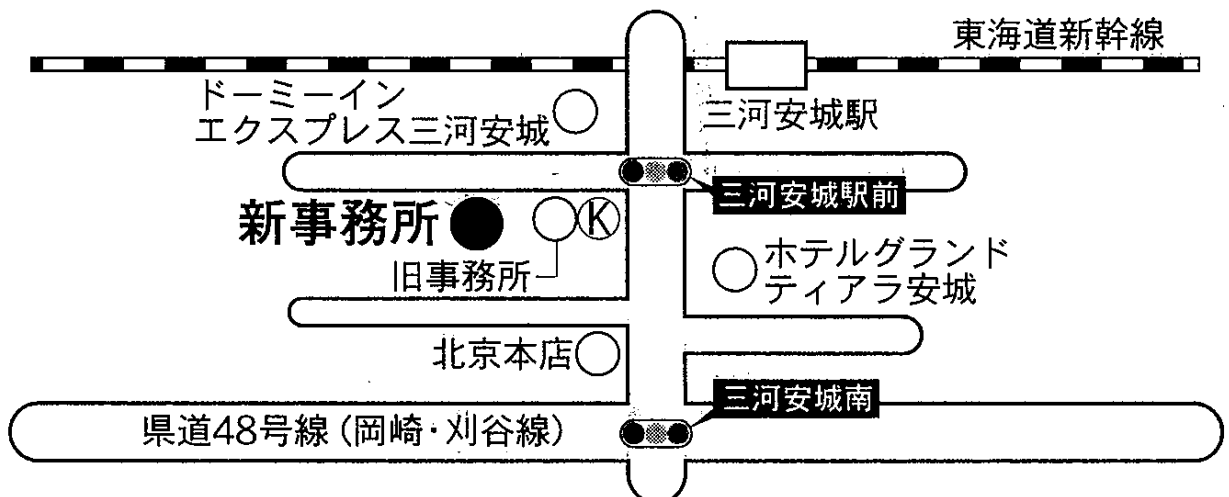 東海道新幹線
ドーミーイン
エクスプレス三河安城
三河安城駅
三河安城駅前
新事務所
K
旧事務所
ホテルグランド
ティアラ安城
北京本店
三河安城南
県道48号線(岡崎・刈谷線)